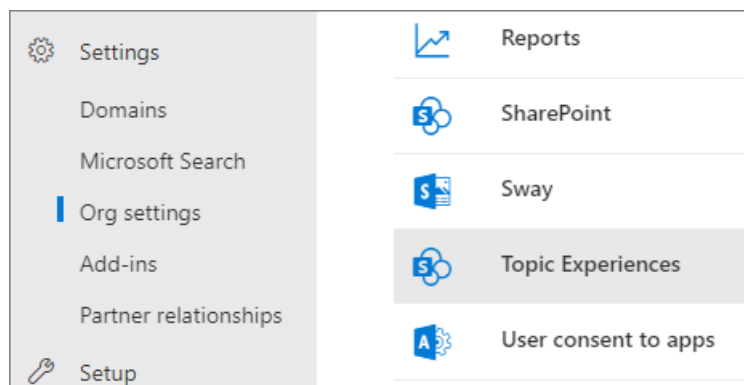 Settings
Domains
Microsoft Search
Org settings
Add-ins
Partner relationships
Setup
Reports
SharePoint
Sway
Topic Experiences
User consent to apps